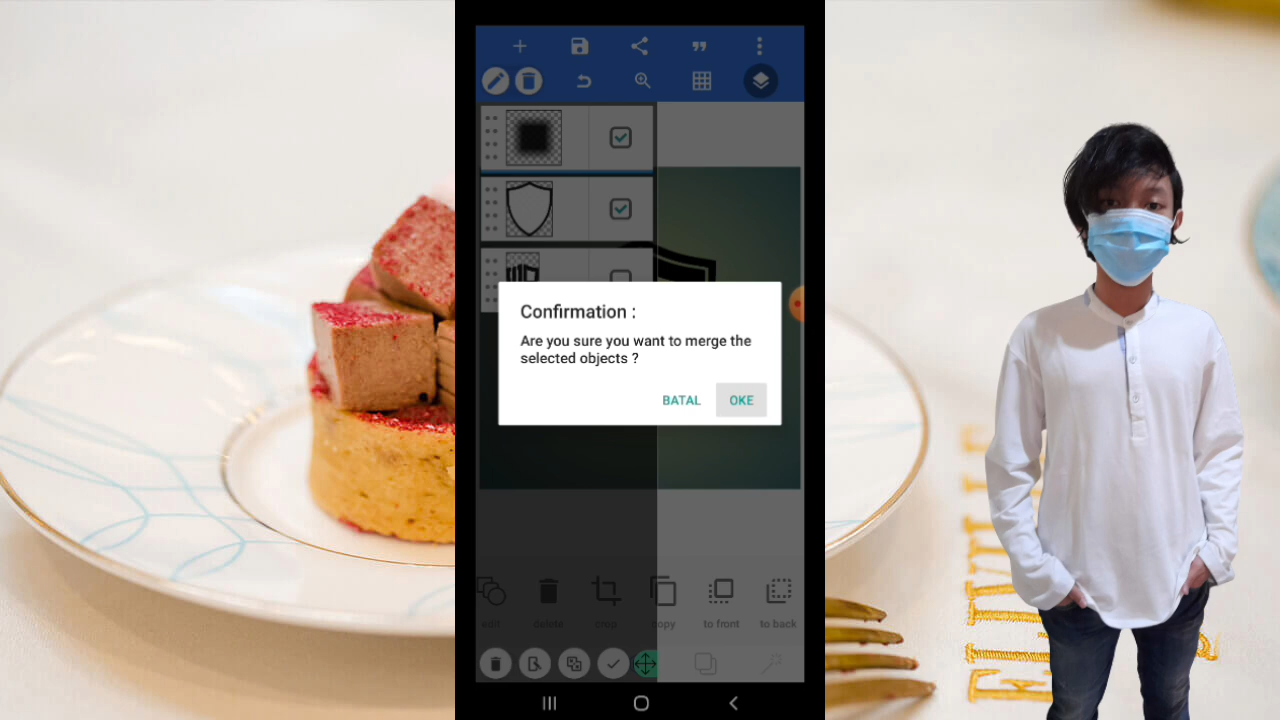 Confirmation :
Are you sure you want to merge the
selected objects ?
BATAL OKE
edit delete crop copy to front to back